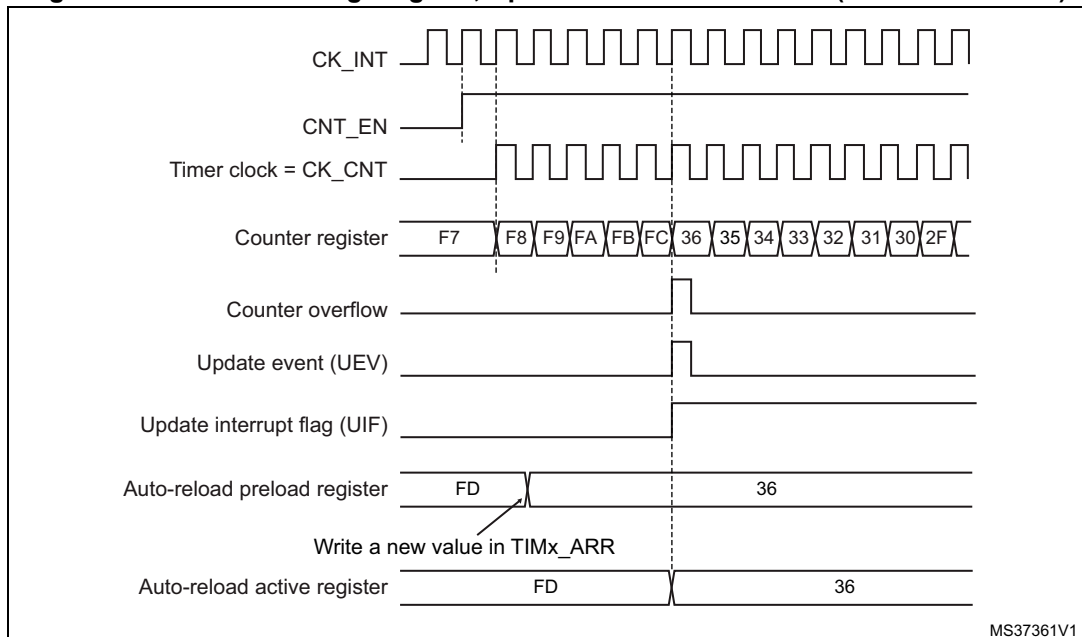 CK_INT
CNT_EN
Timer clock = CK_CNT
Counter register F7 F8 F9 FA FB FC 36 35 34 33 32 31 30 2F
Counter overflow
Update event (UEV)
Update interrupt flag (UIF)
Auto-reload preload register FD 36
Write a new value in TIMx_ARR
Auto-reload active register FD 36
MS37361V1